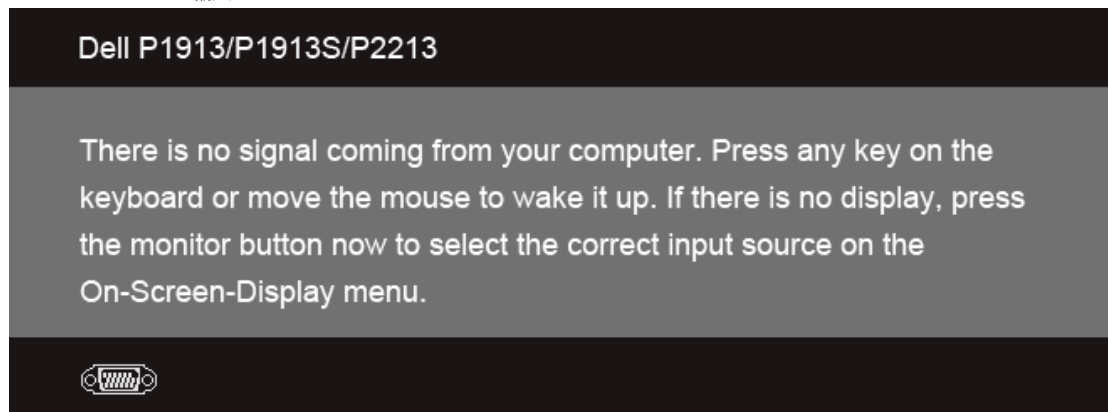 Dell P1913/P1913S/P2213
There is no signal coming from your computer. Press any key on the
keyboard or move the mouse to wake it up. If there is no display, press
the monitor button now to select the correct input source on the
On-Screen-Display menu.